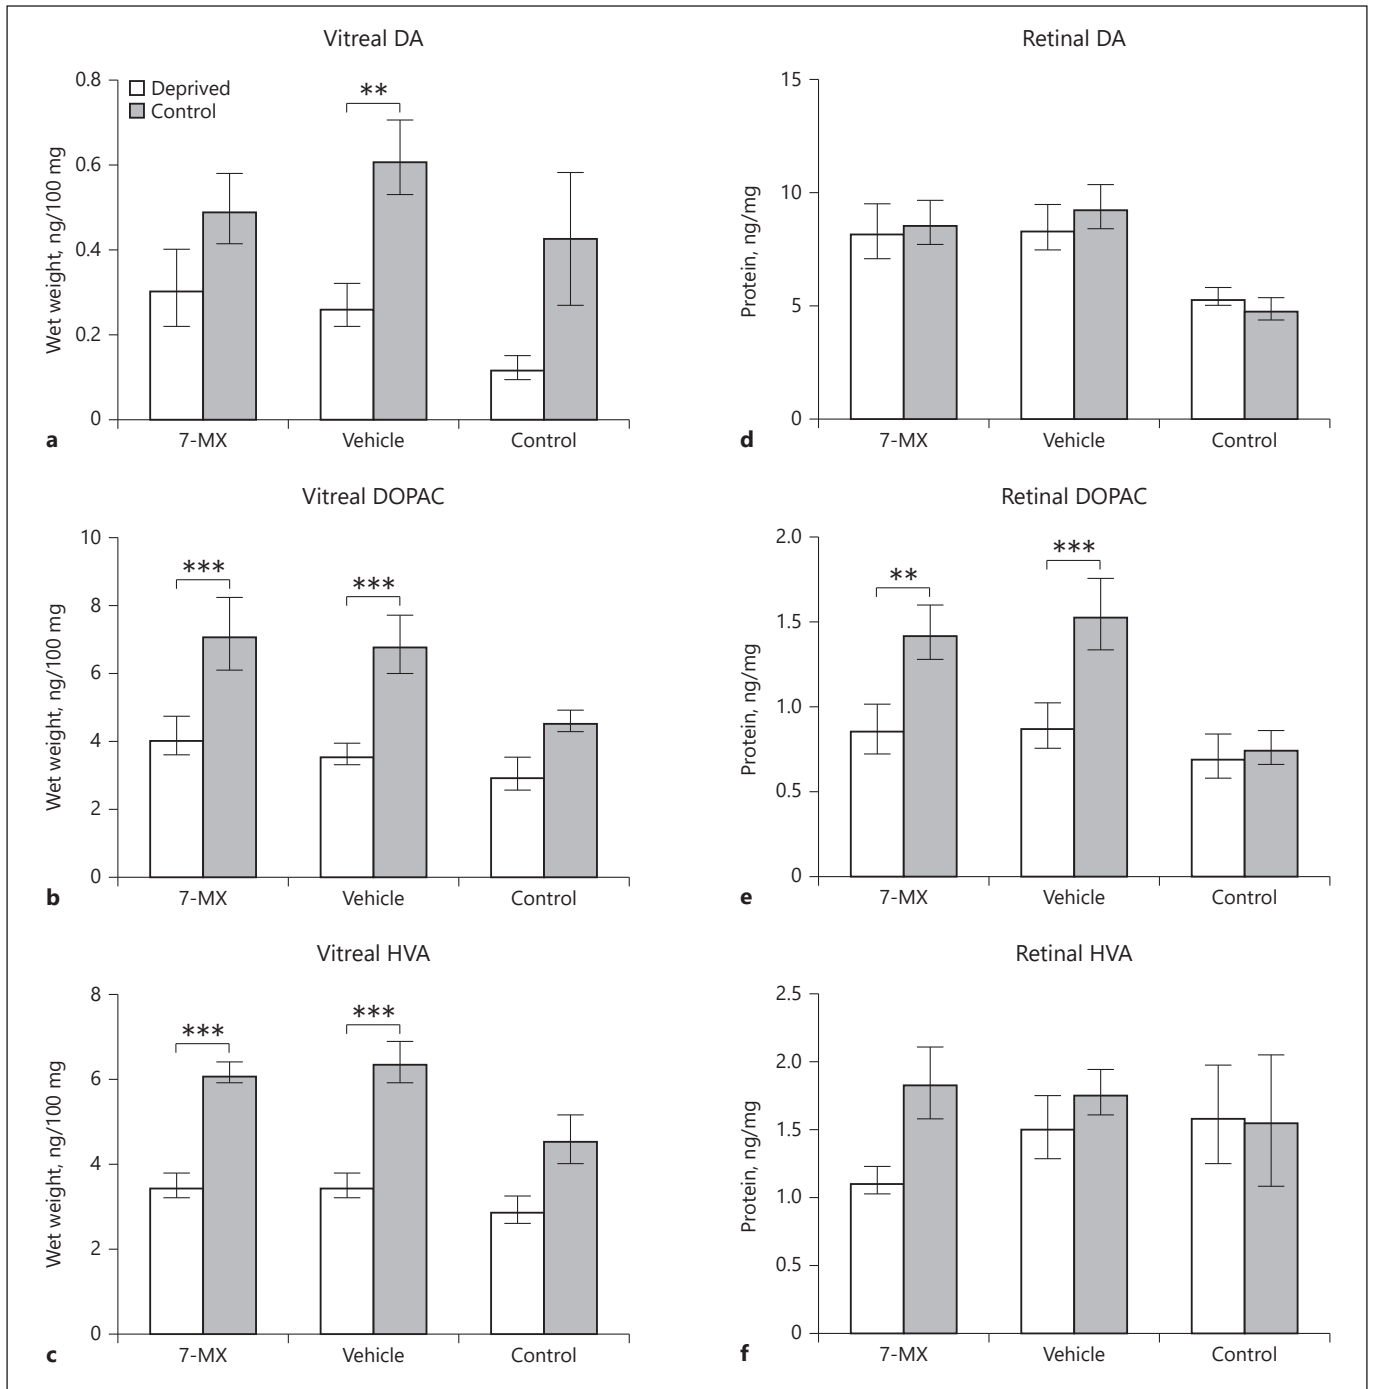 Vitreal DA
0.8
0.6
0.4
0.2
0
Wet weight, ng/100 mg
Deprived
Control
**
7-MX Vehicle Control
a
Retinal DA
15
10
5
0
Protein, ng/mg
7-MX Vehicle Control
d
Vitreal DOPAC
10
8
6
4
2
0
Wet weight, ng/100 mg
***
***
7-MX Vehicle Control
b
Retinal DOPAC
2.0
1.5
1.0
0.5
0
Protein, ng/mg
**
***
7-MX Vehicle Control
e
Vitreal HVA
8
6
4
2
0
Wet weight, ng/100 mg
***
***
7-MX Vehicle Control
c
Retinal HVA
2.5
2.0
1.5
1.0
0.5
0
Protein, ng/mg
7-MX Vehicle Control
f